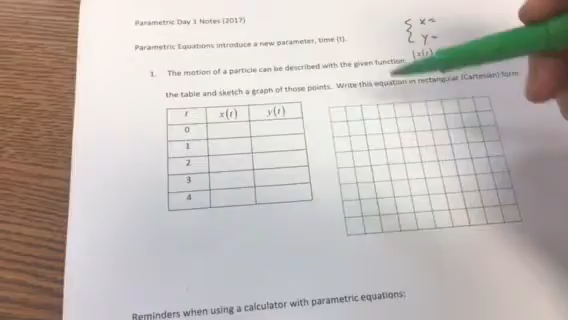 Parametric Day 1 Notes (2017)
{ x=
y=
Parametric Equations introduce a new parameter, time (t).
1. The motion of a particle can be described with the given function.
the table and sketch a graph of those points. Write this equation in rectangular (Cartesian) form
t x(t) y(t)
0
1
2
3
4
Reminders when using a calculator with parametric equations: